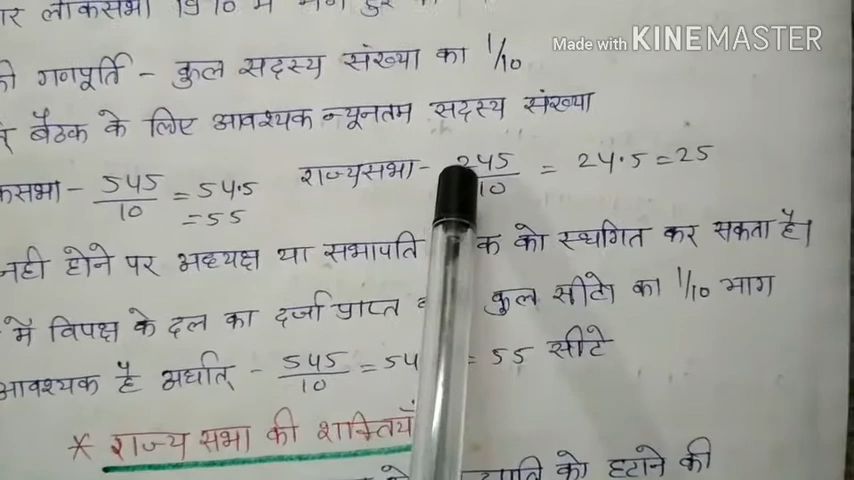 लोकसभा 1970 में भंग हुई
Made with KINEMASTER
गणपूर्ति - कुल सदस्य संख्या का 1/10
बैठक के लिए आवश्यक न्यूनतम सदस्य संख्या
कसभा - 545/10 = 54.5 = 55 राज्यसभा - 245/10 = 24.5 = 25
नही होने पर अध्यक्ष या सभापति क को स्थगित कर सकता है।
में विपक्ष के दल का दर्जा प्राप्त कुल सीटो का 1/10 भाग
आवश्यक है अर्थात् - 545/10 = 54 = 55 सीटे
* राज्य सभा की शक्तियाँ
को हटाने की